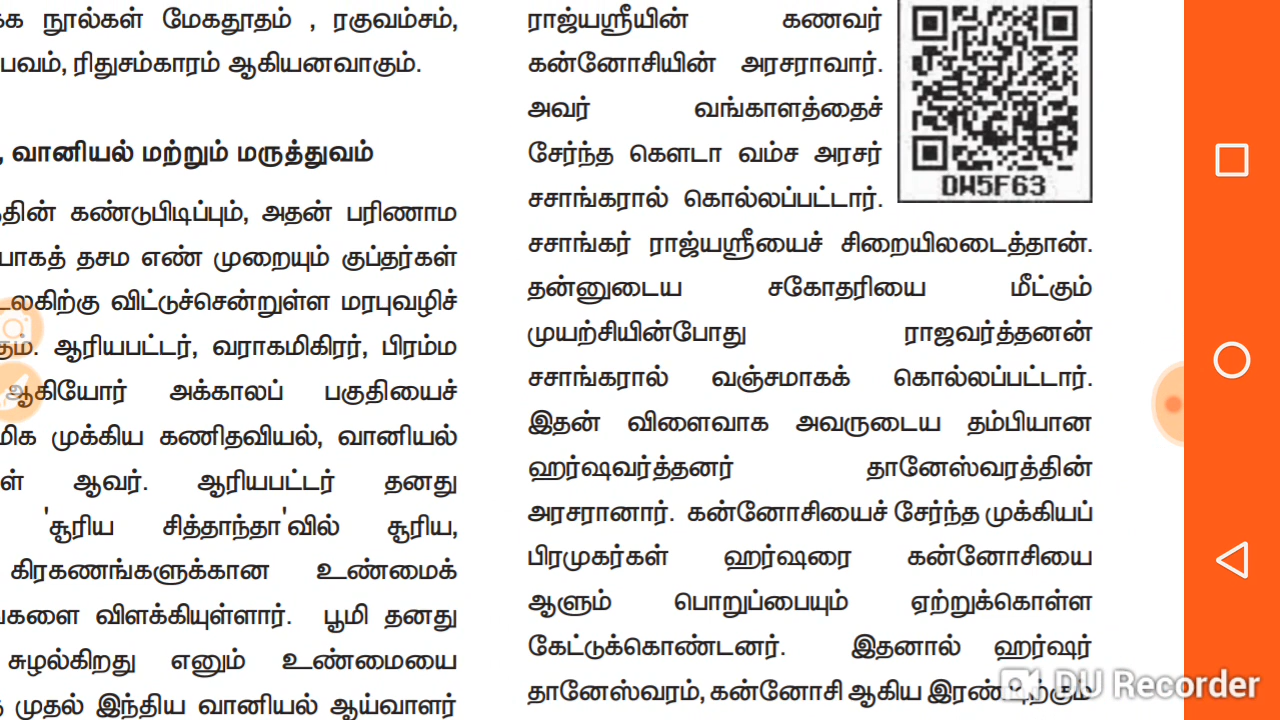 க நூல்கள் மேகதூதம் , ரகுவம்சம்,
பவம், ரிதுசம்காரம் ஆகியனவாகும்.
, வானியல் மற்றும் மருத்துவம்
தின் கண்டுபிடிப்பும், அதன் பரிணாம
பாகத் தசம எண் முறையும் குப்தர்கள்
லகிற்கு விட்டுச்சென்றுள்ள மரபுவழிச்
ஆரியபட்டர், வராகமிகிரர், பிரம்ம
ஆகியோர் அக்காலப் பகுதியைச்
மிக முக்கிய கணிதவியல், வானியல்
ள் ஆவர். ஆரியபட்டர் தனது
'சூரிய சித்தாந்தா'வில் சூரிய,
கிரகணங்களுக்கான உண்மைக்
களை விளக்கியுள்ளார். பூமி தனது
சுழல்கிறது எனும் உண்மையை
முதல் இந்திய வானியல் ஆய்வாளர்
ராஜ்யஸ்ரீயின் கணவர்
கன்னோசியின் அரசராவார்.
அவர் வங்காளத்தைச்
சேர்ந்த கௌடா வம்ச அரசர்
சசாங்கரால் கொல்லப்பட்டார்.
சசாங்கர் ராஜ்யஸ்ரீயைச் சிறையிலடைத்தான்.
தன்னுடைய சகோதரியை மீட்கும்
முயற்சியின்போது ராஜவர்த்தனன்
சசாங்கரால் வஞ்சமாகக் கொல்லப்பட்டார்.
இதன் விளைவாக அவருடைய தம்பியான
ஹர்ஷவர்த்தனர் தானேஸ்வரத்தின்
அரசரானார். கன்னோசியைச் சேர்ந்த முக்கியப்
பிரமுகர்கள் ஹர்ஷரை கன்னோசியை
ஆளும் பொறுப்பையும் ஏற்றுக்கொள்ள
கேட்டுக்கொண்டனர். இதனால் ஹர்ஷர்
தானேஸ்வரம், கன்னோசி ஆகிய இரண்டிற்கும்
DW5F63
DU Recorder